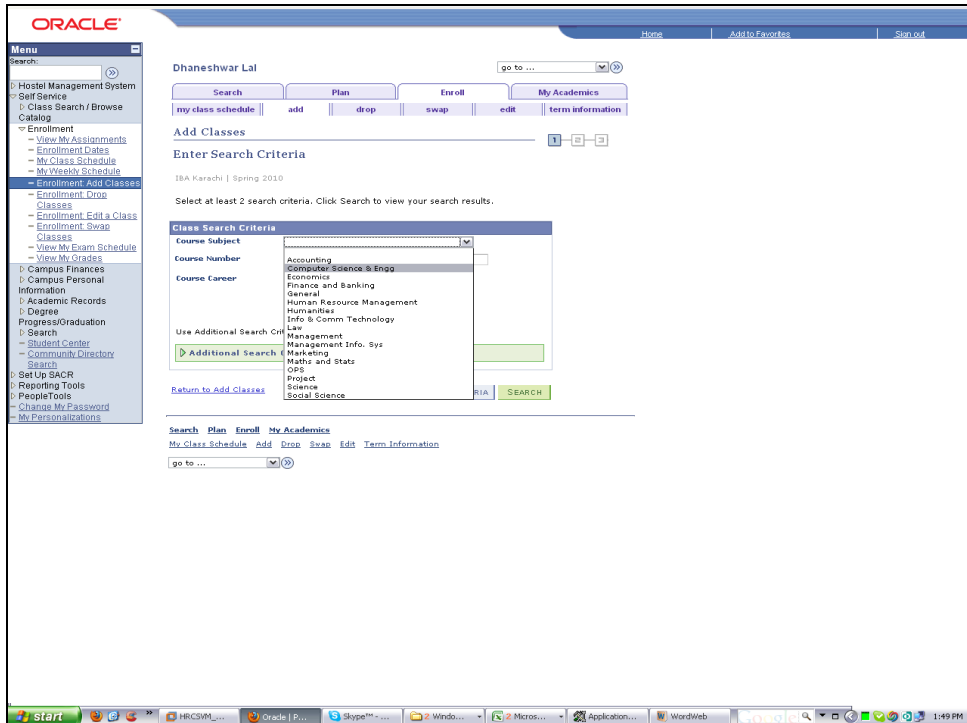 ORACLE'
Home
Add to Favorites
Sign out
Menu
Search:
Hostel Management System
Self Service
Class Search / Browse
Catalog
Enrollment
View My Assignments
Enrollment Dates
My Class Schedule
My Weekly Schedule
Enrollment: Add Classes
Enrollment: Drop
Classes
Enrollment: Edit a Class
Enrollment: Swap
Classes
View My Exam Schedule
View My Grades
Campus Finances
Campus Personal
Information
Academic Records
Degree
Progress/Graduation
Search
Student Center
Community Directory
Search
Set Up SACR
Reporting Tools
PeopleTools
Change My Password
My Personalizations
Dhaneshwar Lal
go to ...
Search Plan Enroll My Academics
my class schedule add drop swap edit term information
Add Classes
1 2 3
Enter Search Criteria
IBA Karachi | Spring 2010
Select at least 2 search criteria. Click Search to view your search results.
Class Search Criteria
Course Subject
Course Number
Course Career
Accounting
Computer Science & Engg
Economics
Finance and Banking
General
Human Resource Management
Humanities
Info & Comm Technology
Law
Management
Management Info. Sys
Marketing
Maths and Stats
OPS
Project
Science
Social Science
Use Additional Search Crit
Additional Search
Return to Add Classes
RIA
SEARCH
Search Plan Enroll My Academics
My Class Schedule Add Drop Swap Edit Term Information
go to ...
start
HRCSVM_...
Oracle | P...
Skype™ - ...
2 Windo...
2 Micros...
Application...
WordWeb
Google
1:49 PM